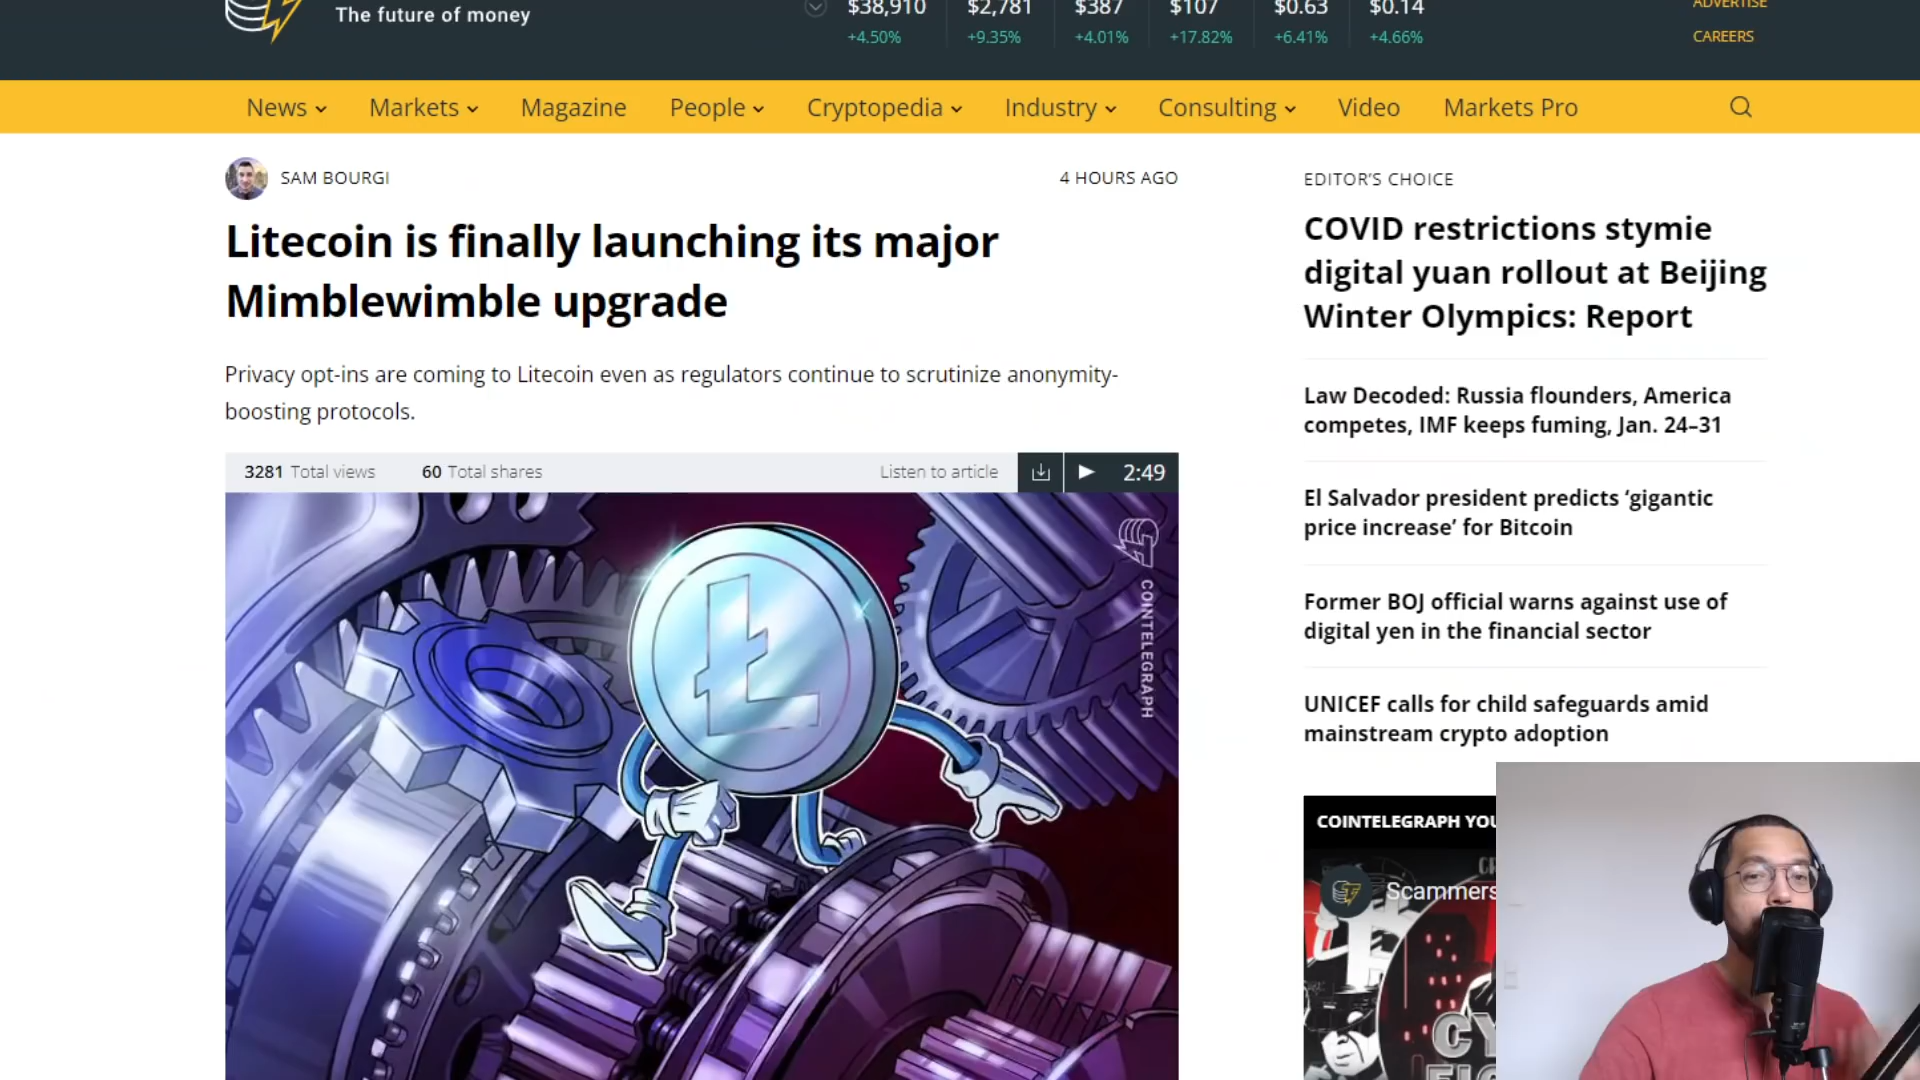 The future of money
$38,910 $2,781 $387 $107 $0.63 $0.14
+4.50% +9.35% +4.01% +17.82% +6.41% +4.66%
ADVERTISE
CAREERS
News Markets Magazine People Cryptopedia Industry Consulting Video Markets Pro
SAM BOURGI
4 HOURS AGO
Litecoin is finally launching its major
Mimblewimble upgrade
Privacy opt-ins are coming to Litecoin even as regulators continue to scrutinize anonymity-
boosting protocols.
3281 Total views 60 Total shares Listen to article 2:49
COINTELEGRAPH
EDITOR'S CHOICE
COVID restrictions stymie
digital yuan rollout at Beijing
Winter Olympics: Report
Law Decoded: Russia flounders, America
competes, IMF keeps fuming, Jan. 24–31
El Salvador president predicts ‘gigantic
price increase’ for Bitcoin
Former BOJ official warns against use of
digital yen in the financial sector
UNICEF calls for child safeguards amid
mainstream crypto adoption
COINTELEGRAPH YOU
Scammers